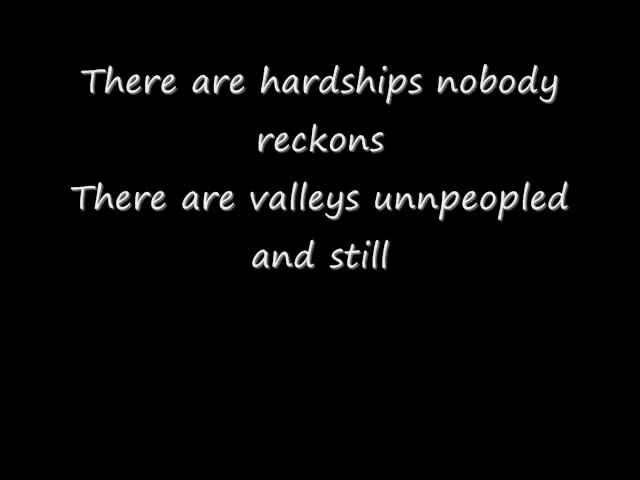 There are hardships nobody
reckons
There are valleys unnpeopled
and still